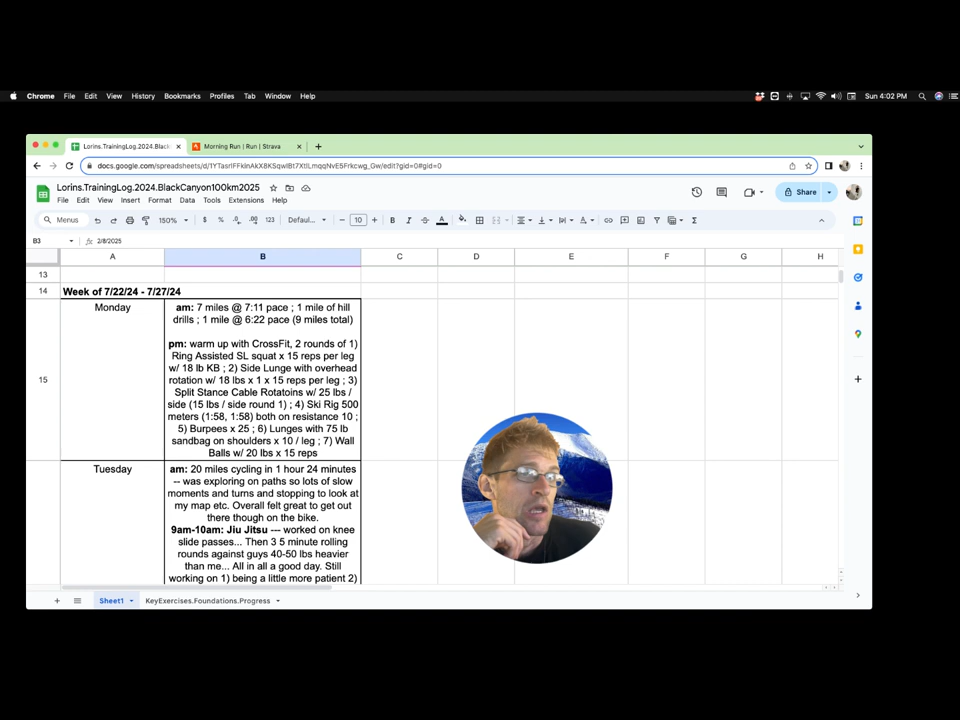 Chrome File Edit View History Bookmarks Profiles Tab Window Help Sun 4:02 PM
Lorins.TrainingLog.2024.Black Morning Run | Run | Strava
docs.google.com/spreadsheets/d/1YTasrIFFkinAkX8KSqwIBt7XtlLmqqNvE5Frkcwg_Gw/edit?gid=0#gid=0
Lorins.TrainingLog.2024.BlackCanyon100km2025
File Edit View Insert Format Data Tools Extensions Help
Share
Menus 150% $ % .0 .00 123 Defaul... 10 B I A Σ
B3 fx 2/8/2025
A B C D E F G H
13
14 Week of 7/22/24 - 7/27/24
15
Monday
am: 7 miles @ 7:11 pace ; 1 mile of hill
drills ; 1 mile @ 6:22 pace (9 miles total)
pm: warm up with CrossFit, 2 rounds of 1)
Ring Assisted SL squat x 15 reps per leg
w/ 18 lb KB ; 2) Side Lunge with overhead
rotation w/ 18 lbs x 1 x 15 reps per leg ; 3)
Split Stance Cable Rotatoins w/ 25 lbs /
side (15 lbs / side round 1) ; 4) Ski Rig 500
meters (1:58, 1:58) both on resistance 10 ;
5) Burpees x 25 ; 6) Lunges with 75 lb
sandbag on shoulders x 10 / leg ; 7) Wall
Balls w/ 20 lbs x 15 reps
Tuesday
am: 20 miles cycling in 1 hour 24 minutes
-- was exploring on paths so lots of slow
moments and turns and stopping to look at
my map etc. Overall felt great to get out
there though on the bike.
9am-10am: Jiu Jitsu --- worked on knee
slide passes... Then 3 5 minute rolling
rounds against guys 40-50 lbs heavier
than me... All in all a good day. Still
working on 1) being a little more patient 2)
Sheet1 KeyExercises.Foundations.Progress